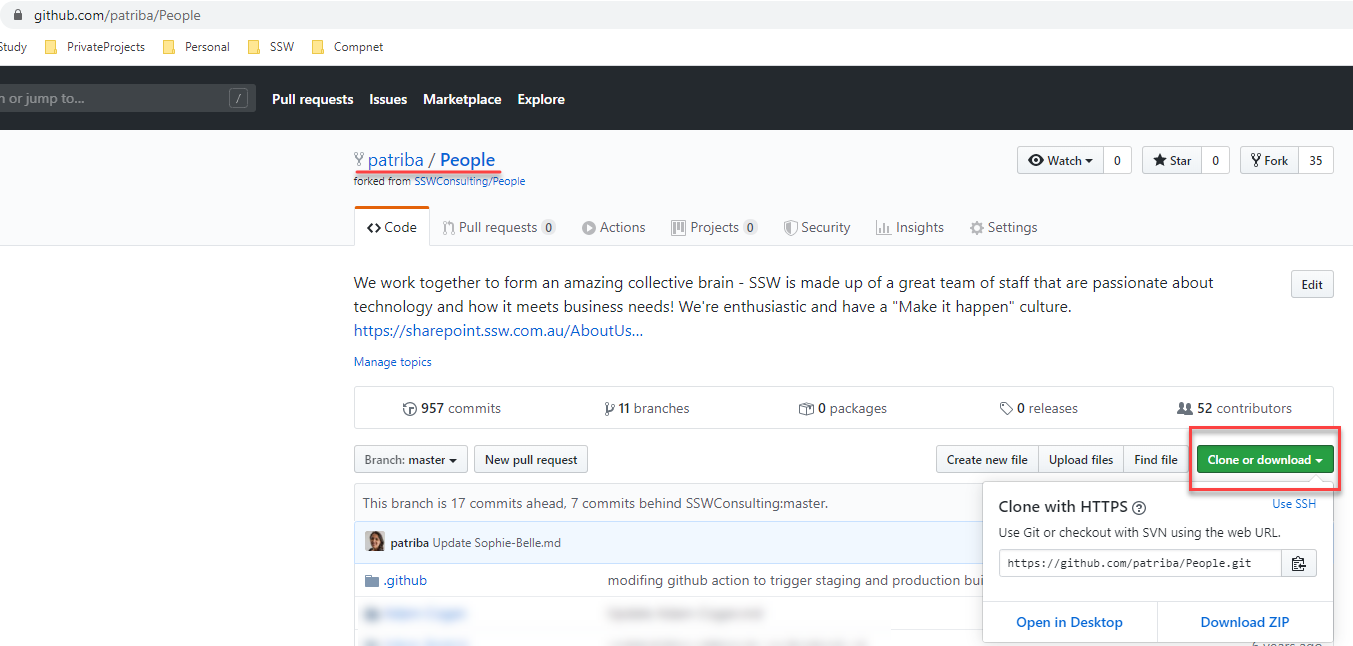 github.com/patriba/People
Study PrivateProjects Personal SSW Compnet
or jump to... /
Pull requests Issues Marketplace Explore
patriba / People
Watch 0 Star 0 Fork 35
forked from SSWConsulting/People
Code Pull requests 0 Actions Projects 0 Security Insights Settings
We work together to form an amazing collective brain - SSW is made up of a great team of staff that are passionate about
technology and how it meets business needs! We're enthusiastic and have a "Make it happen" culture.
https://sharepoint.ssw.com.au/AboutUs...
Edit
Manage topics
957 commits 11 branches 0 packages 0 releases 52 contributors
Branch: master New pull request Create new file Upload files Find file Clone or download
This branch is 17 commits ahead, 7 commits behind SSWConsulting:master.
Clone with HTTPS Use SSH
Use Git or checkout with SVN using the web URL.
https://github.com/patriba/People.git
Open in Desktop Download ZIP
patriba Update Sophie-Belle.md
.github modifing github action to trigger staging and production bui